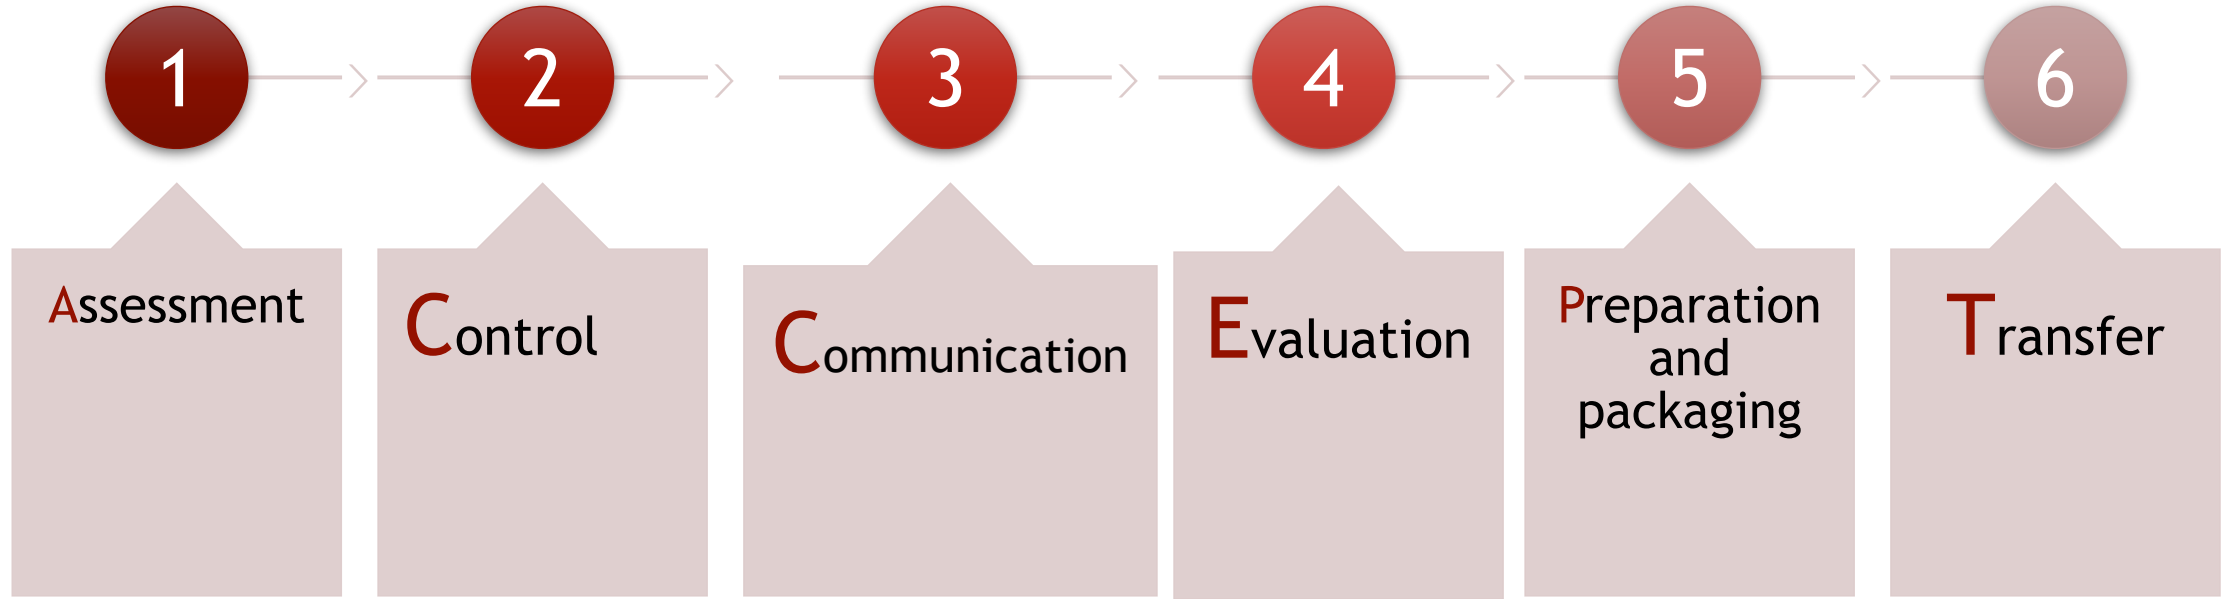 1
2
3
4
5
6
Assessment
Control
Communication
Evaluation
Preparation
and
packaging
Transfer